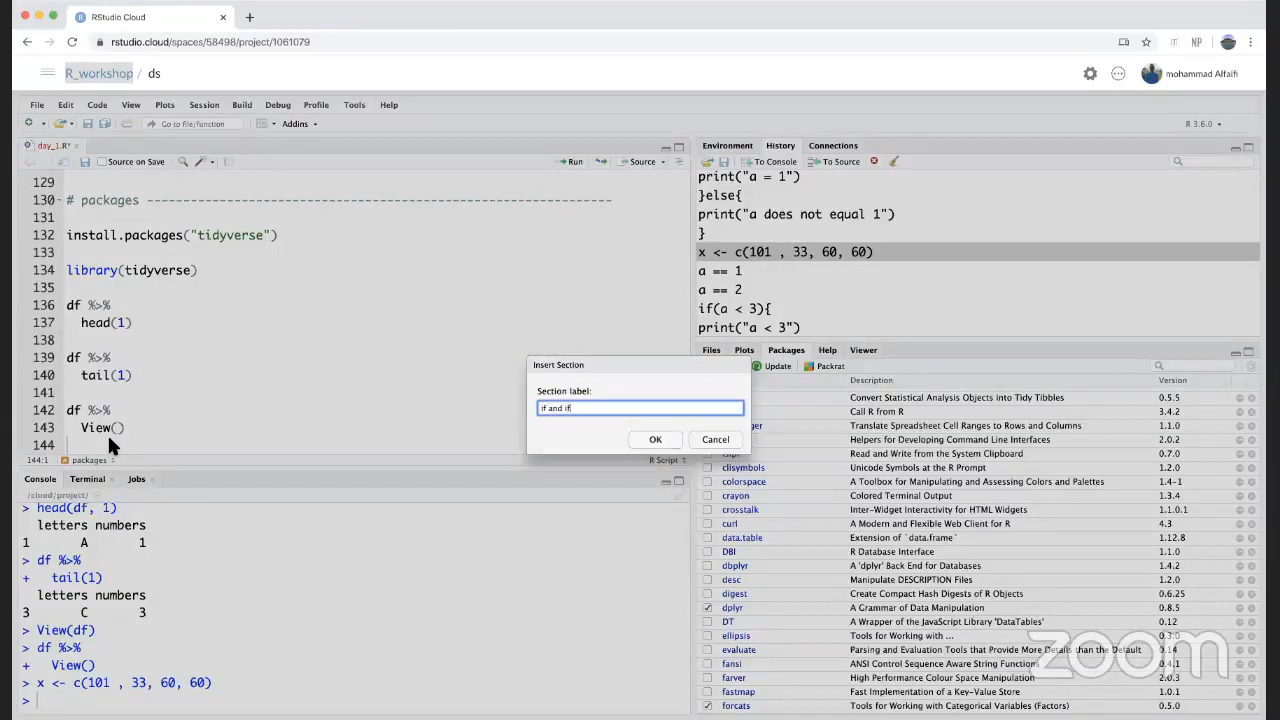 RStudio Cloud
rstudio.cloud/spaces/58498/project/1061079
NP
R_workshop / ds
mohammad Alfaifi
File Edit Code View Plots Session Build Debug Profile Tools Help
Go to file/function
Addins
R 3.6.0
day_1.R*
Source on Save
Run
Source
129
130 # packages ----------------------------------------------------------------
131
132 install.packages("tidyverse")
133
134 library(tidyverse)
135
136 df %>%
137 head(1)
138
139 df %>%
140 tail(1)
141
142 df %>%
143 View()
144
144:1 packages
R Script
Console Terminal Jobs
/cloud/project/
> head(df, 1)
letters numbers
1 A 1
> df %>%
+ tail(1)
letters numbers
3 C 3
> View(df)
> df %>%
+ View()
> x <- c(101 , 33, 60, 60)
>
Environment History Connections
To Console To Source
print("a = 1")
}else{
print("a does not equal 1")
}
x <- c(101 , 33, 60, 60)
a == 1
a == 2
if(a < 3){
print("a < 3")
Files Plots Packages Help Viewer
Update Packrat
Description Version
Convert Statistical Analysis Objects into Tidy Tibbles 0.5.5
Call R from R 3.4.2
Translate Spreadsheet Cell Ranges to Rows and Columns 1.1.0
Helpers for Developing Command Line Interfaces 2.0.2
Read and Write from the System Clipboard 0.7.0
clisymbols Unicode Symbols at the R Prompt 1.2.0
colorspace A Toolbox for Manipulating and Assessing Colors and Palettes 1.4-1
crayon Colored Terminal Output 1.3.4
crosstalk Inter-Widget Interactivity for HTML Widgets 1.1.0.1
curl A Modern and Flexible Web Client for R 4.3
data.table Extension of `data.frame` 1.12.8
DBI R Database Interface 1.1.0
dbplyr A 'dplyr' Back End for Databases 1.4.2
desc Manipulate DESCRIPTION Files 1.2.0
digest Create Compact Hash Digests of R Objects 0.6.25
dplyr A Grammar of Data Manipulation 0.8.5
DT A Wrapper of the JavaScript Library 'DataTables' 0.12
ellipsis Tools for Working with ... 0.3.0
evaluate Parsing and Evaluation Tools that Provide More Details than the Default 0.14
fansi ANSI Control Sequence Aware String Functions 0.4.1
farver High Performance Colour Space Manipulation
fastmap Fast Implementation of a Key-Value Store 1.0.1
forcats Tools for Working with Categorical Variables (Factors) 0.5.0
Insert Section
Section label:
if and if
OK Cancel
zoom